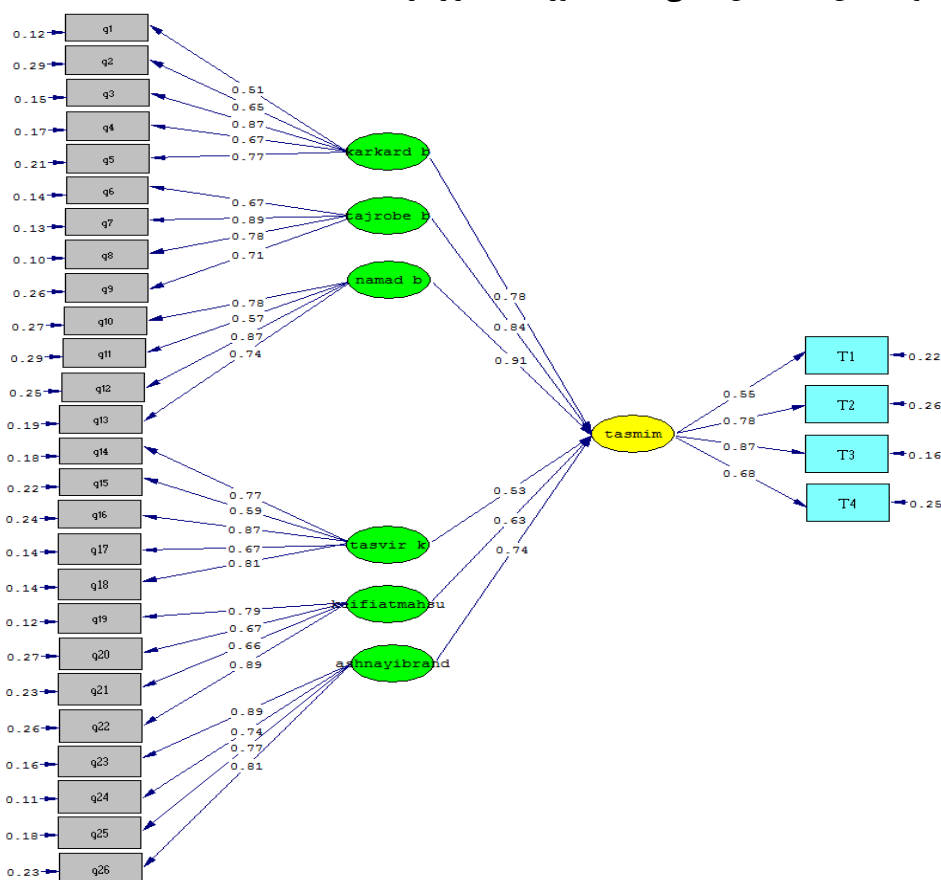 0.12 q1
0.29 q2
0.15 q3
0.17 q4
0.21 q5
0.14 q6
0.13 q7
0.10 q8
0.26 q9
0.27 q10
0.29 q11
0.25 q12
0.19 q13
0.18 q14
0.22 q15
0.24 q16
0.14 q17
0.14 q18
0.12 q19
0.27 q20
0.23 q21
0.26 q22
0.16 q23
0.11 q24
0.18 q25
0.23 q26
0.51
0.65
0.87
0.67
0.77
karkard b
0.67
0.89
0.78
0.71
tajrobe b
0.78
0.57
0.87
0.74
namad b
0.77
0.59
0.87
0.67
0.81
tasvir k
0.79
0.67
0.66
0.89
kaifiatmahsu
0.89
0.74
0.77
0.81
ashnayibrand
0.78
0.84
0.91
0.53
0.63
0.74
tasmim
0.55
0.78
0.87
0.68
T1 0.22
T2 0.26
T3 0.16
T4 0.25